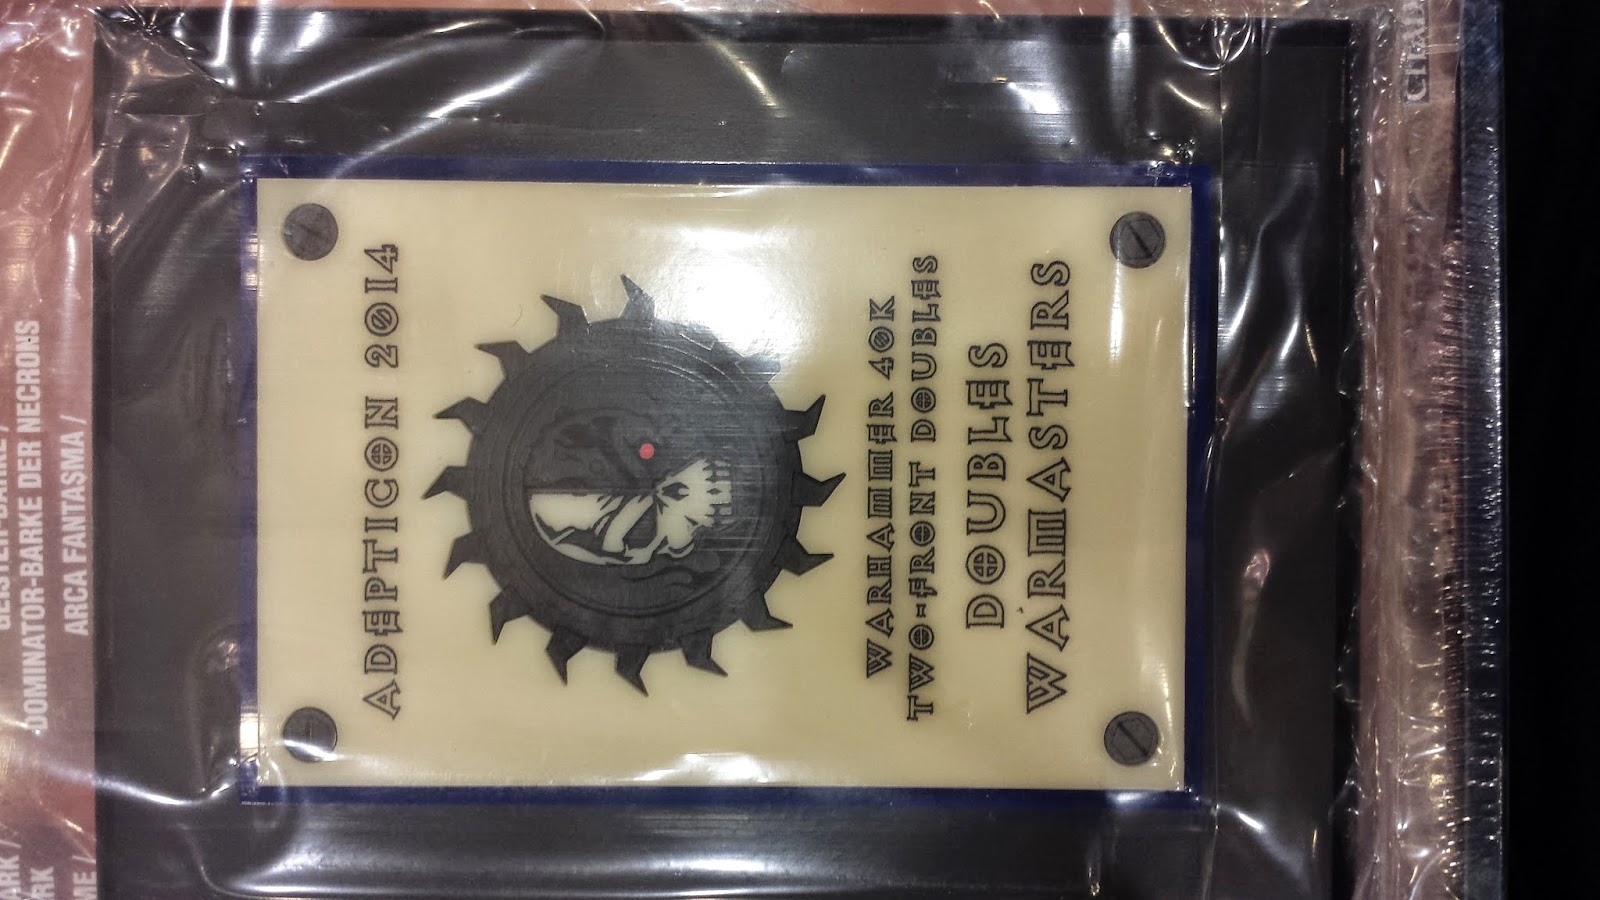 ADEPTICON 2014
WARHAMMER 40K
TWO-FRONT DOUBLES
DOUBLES
WARMASTERS
DOMINATOR-BARKE DER NECRONS
ARCA FANTASMA /